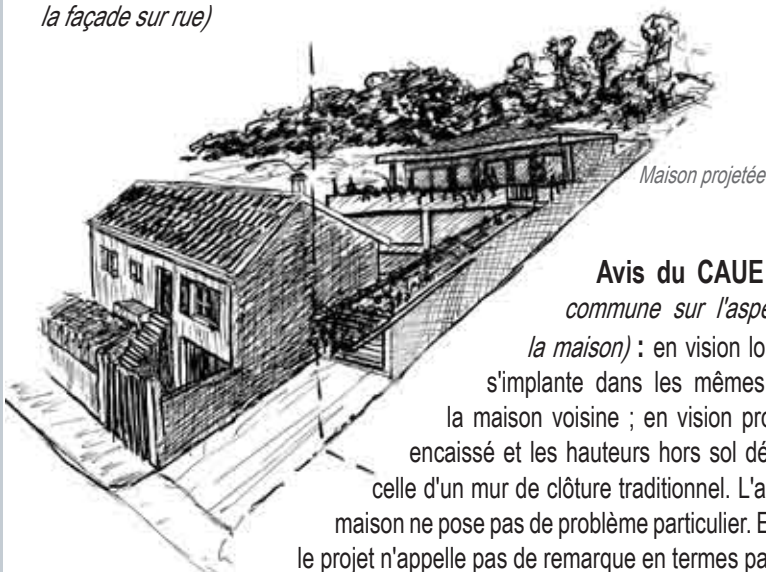 la façade sur rue)
Maison projetée
Avis du CAUE
commune sur l'aspe
la maison) : en vision lo
s'implante dans les mêmes
la maison voisine ; en vision pro
encaissé et les hauteurs hors sol dé
celle d'un mur de clôture traditionnel. L'a
maison ne pose pas de problème particulier. E
le projet n'appelle pas de remarque en termes pa